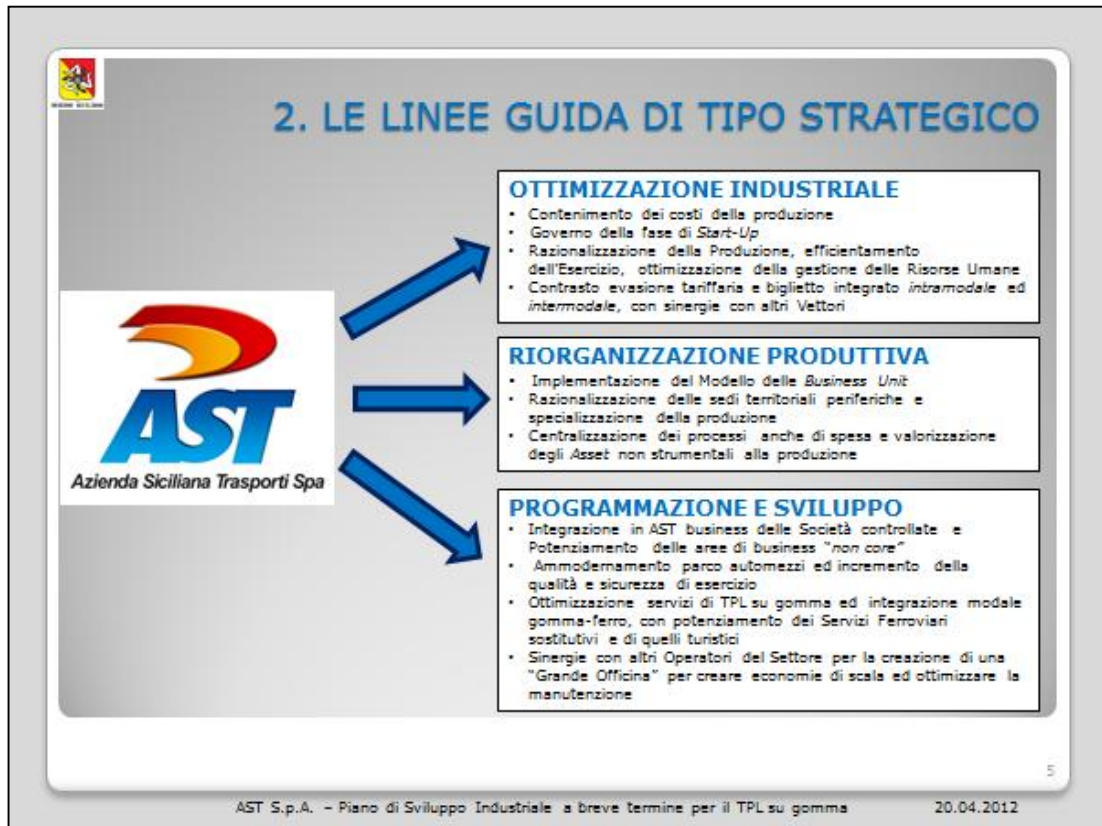 REGIONE SICILIANA
2. LE LINEE GUIDA DI TIPO STRATEGICO
AST
Azienda Siciliana Trasporti Spa
OTTIMIZZAZIONE INDUSTRIALE
• Contenimento dei costi della produzione
• Governo della fase di Start-Up
• Razionalizzazione della Produzione, efficientamento
dell'Esercizio, ottimizzazione della gestione delle Risorse Umane
• Contrasto evasione tariffaria e biglietto integrato intramodale ed
intermodale, con sinergie con altri Vettori
RIORGANIZZAZIONE PRODUTTIVA
• Implementazione del Modello delle Business Unit
• Razionalizzazione delle sedi territoriali periferiche e
specializzazione della produzione
• Centralizzazione dei processi anche di spesa e valorizzazione
degli Asset non strumentali alla produzione
PROGRAMMAZIONE E SVILUPPO
• Integrazione in AST business delle Società controllate e
Potenziamento delle aree di business "non core"
• Ammodernamento parco automezzi ed incremento della
qualità e sicurezza di esercizio
• Ottimizzazione servizi di TPL su gomma ed integrazione modale
gomma-ferro, con potenziamento dei Servizi Ferroviari
sostitutivi e di quelli turistici
• Sinergie con altri Operatori del Settore per la creazione di una
"Grande Officina" per creare economie di scala ed ottimizzare la
manutenzione
5
AST S.p.A. – Piano di Sviluppo Industriale a breve termine per il TPL su gomma 20.04.2012